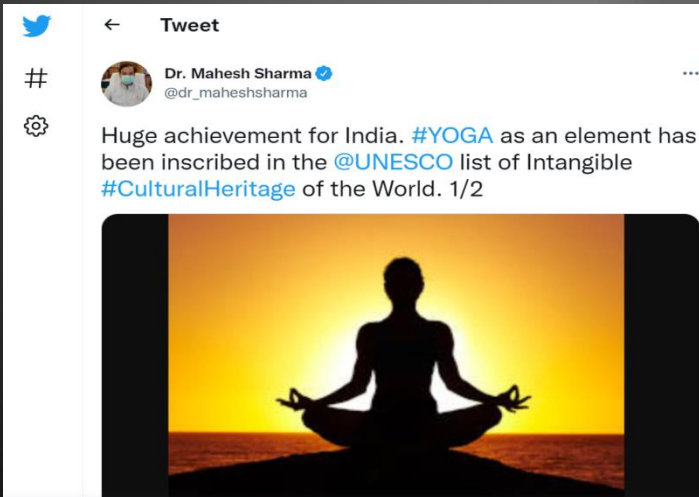 Tweet
Dr. Mahesh Sharma
@dr_maheshsharma
Huge achievement for India. #YOGA as an element has
been inscribed in the @UNESCO list of Intangible
#CulturalHeritage of the World. 1/2